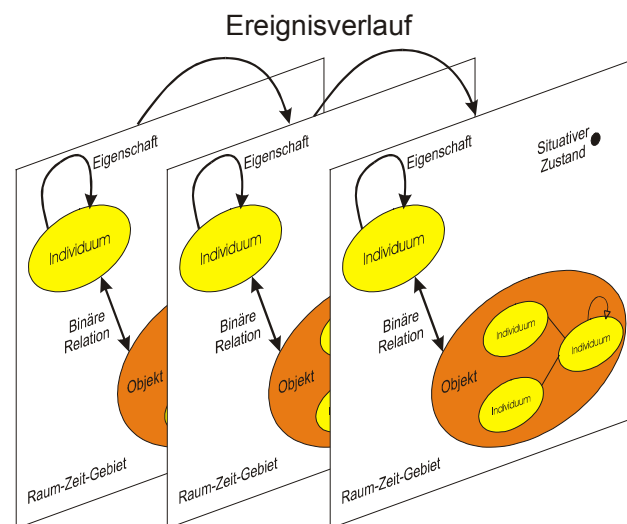 Ereignisverlauf
Eigenschaft
Individuum
Binäre
Relation
Objekt
Raum-Zeit-Gebiet
Eigenschaft
Individuum
Binäre
Relation
Objekt
Raum-Zeit-Gebiet
Eigenschaft
Situativer
Zustand
Individuum
Binäre
Relation
Individuum
Individuum
Objekt
Individuum
Raum-Zeit-Gebiet